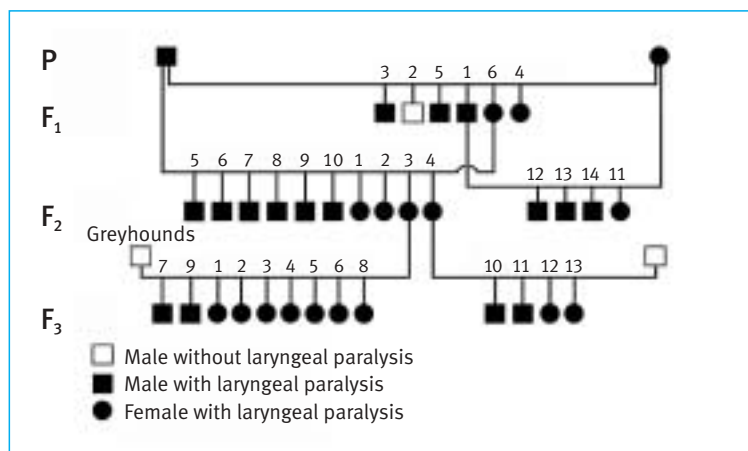 P
3 2 5 1 6 4
F1
5 6 7 8 9 10 1 2 3 4
12 13 14 11
F2
Greyhounds
7 9 1 2 3 4 5 6 8
10 11 12 13
F3
Male without laryngeal paralysis
Male with laryngeal paralysis
Female with laryngeal paralysis